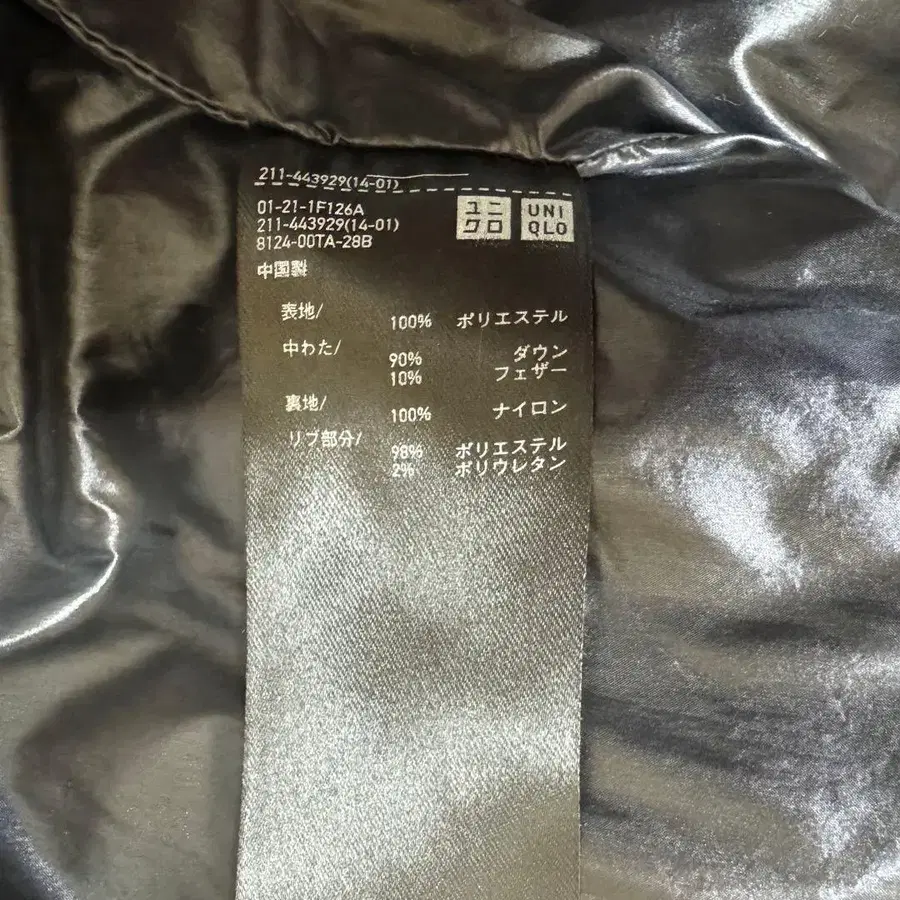 211-443929(14-01)
ユニ
クロ
UNI
QLO
01-21-1F126A
211-443929(14-01)
8124-00TA-28B
中国製
表地/ 100% ポリエステル
中わた/ 90% ダウン
10% フェザー
裏地/ 100% ナイロン
リブ部分/ 98% ポリエステル
2% ポリウレタン